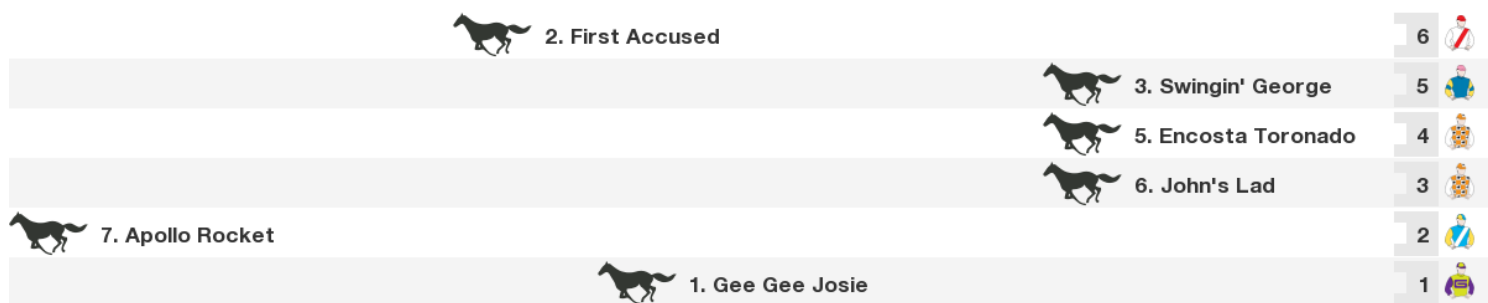 2. First Accused 6
3. Swingin' George 5
5. Encosta Toronado 4
6. John's Lad 3
7. Apollo Rocket 2
1. Gee Gee Josie 1